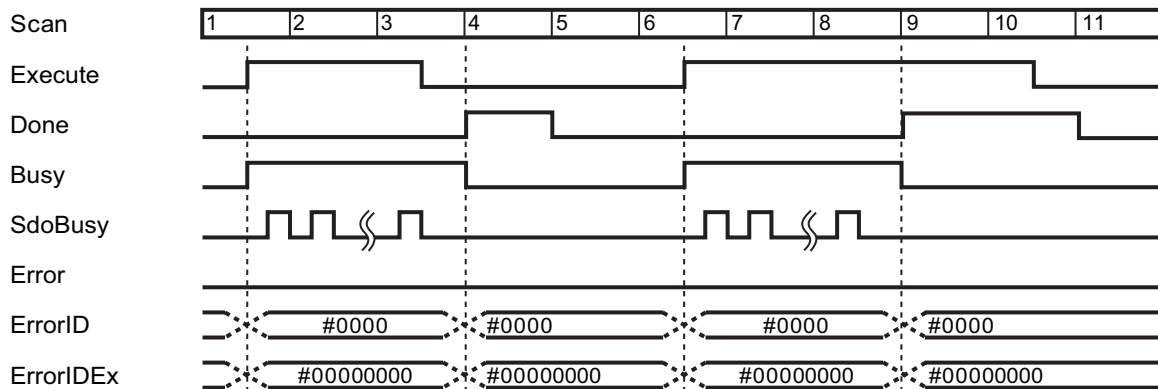 Scan 1 2 3 4 5 6 7 8 9 10 11
Execute
Done
Busy
SdoBusy
Error
ErrorID #0000 #0000 #0000 #0000
ErrorIDEx #00000000 #00000000 #00000000 #00000000